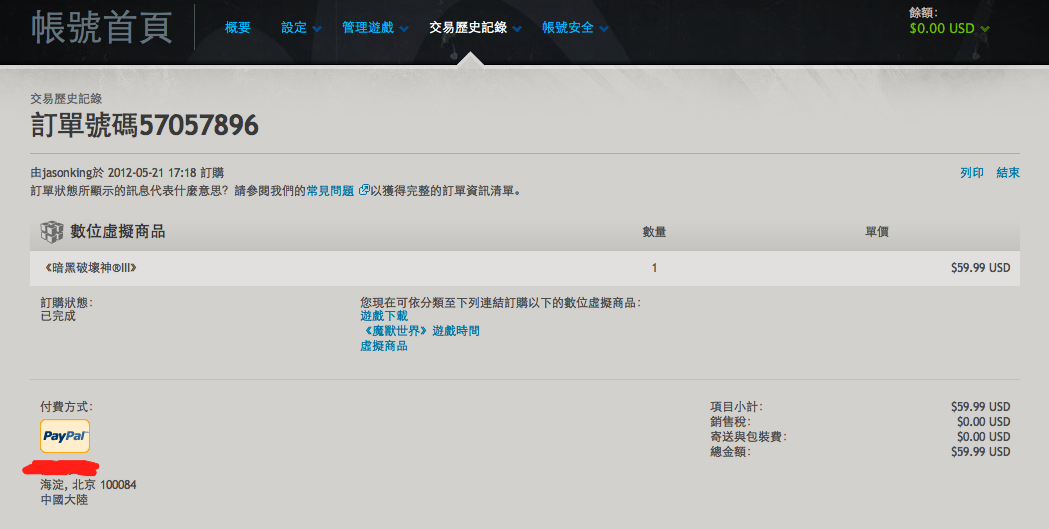 帳號首頁
概要
設定
管理遊戲
交易歷史記錄
帳號安全
餘額:
$0.00 USD
交易歷史記錄
訂單號碼57057896
由jasonking於 2012-05-21 17:18 訂購
列印
結束
訂單狀態所顯示的訊息代表什麼意思? 請參閱我們的常見問題以獲得完整的訂單資訊清單。
數位虛擬商品
數量
單價
《暗黑破壞神®III》
1
$59.99 USD
訂購狀態:
已完成
您現在可依分類至下列連結訂購以下的數位虛擬商品:
遊戲下載
《魔獸世界》遊戲時間
虛擬商品
付費方式:
PayPal
海淀, 北京 100084
中國大陸
項目小計: $59.99 USD
銷售稅: $0.00 USD
寄送與包裝費: $0.00 USD
總金額: $59.99 USD